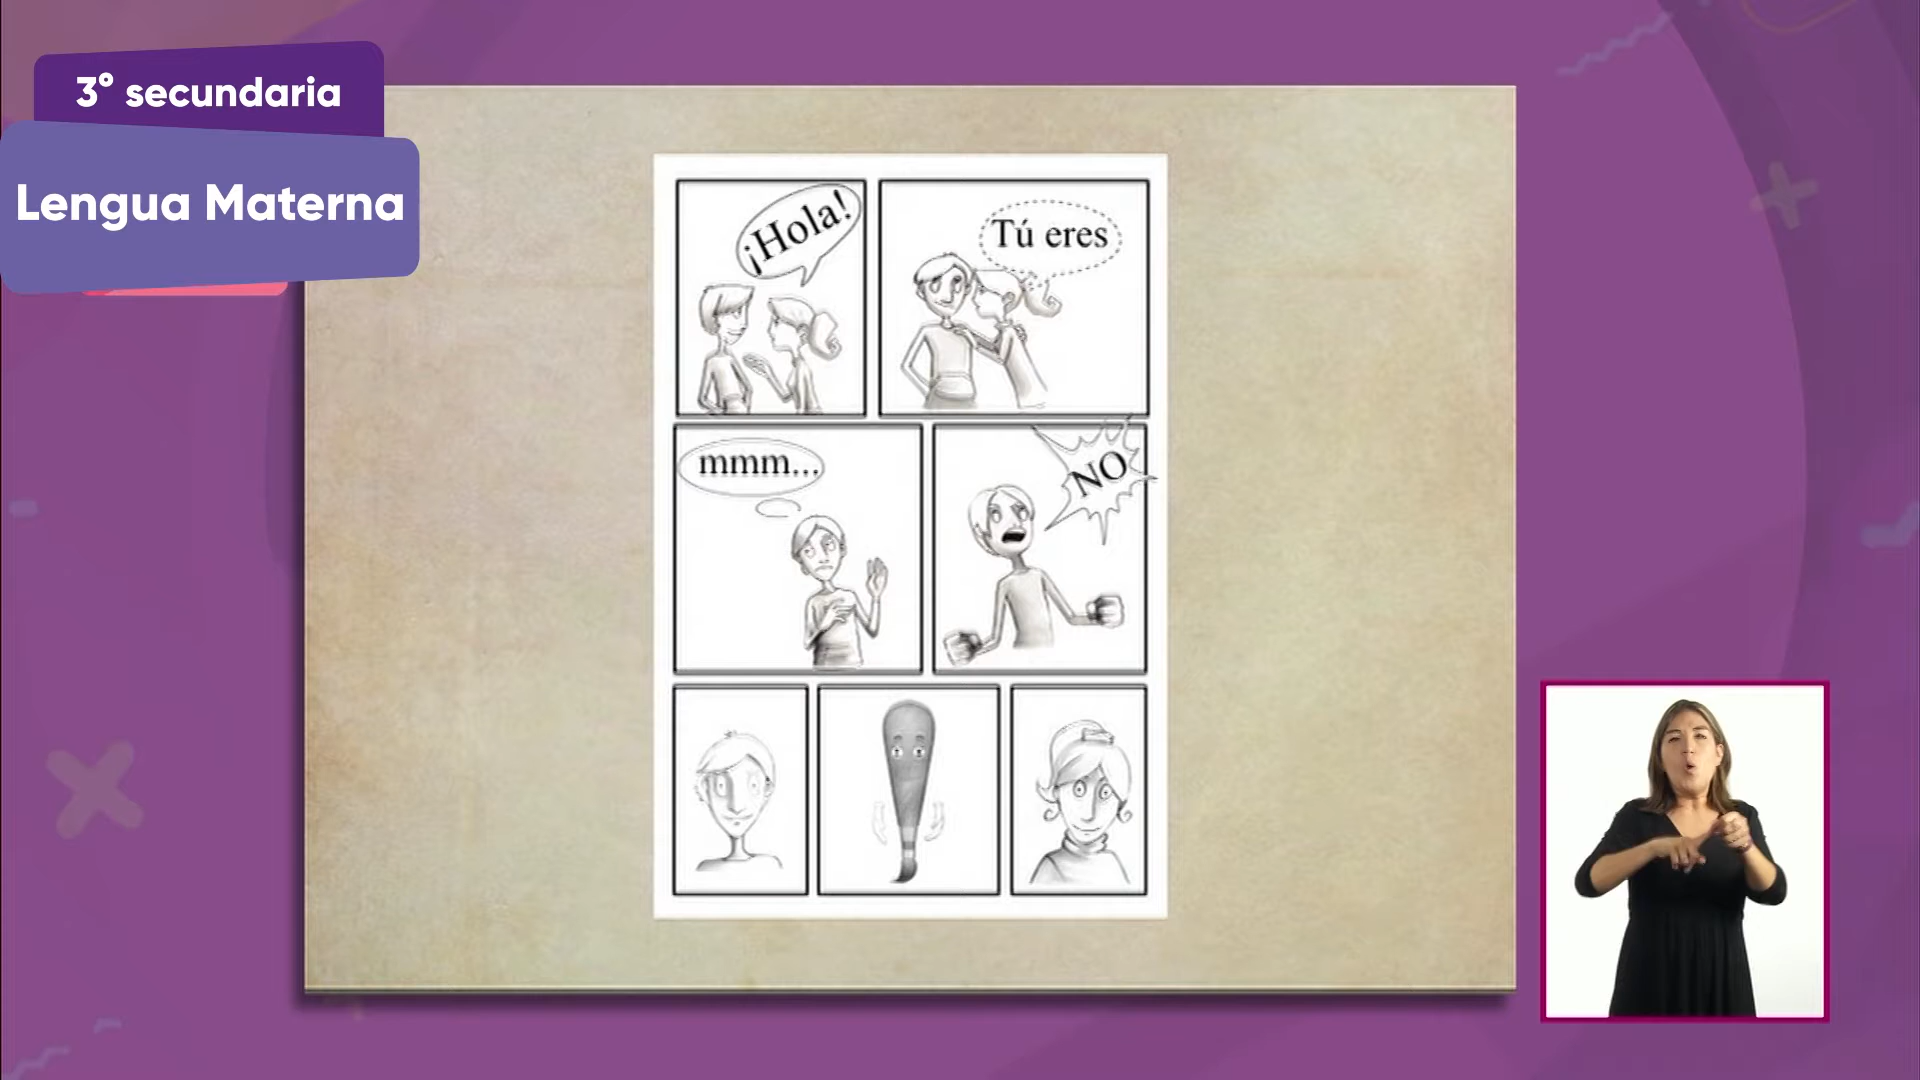 3° secundaria
Lengua Materna
¡Hola!
Tú eres
mmm...
NO